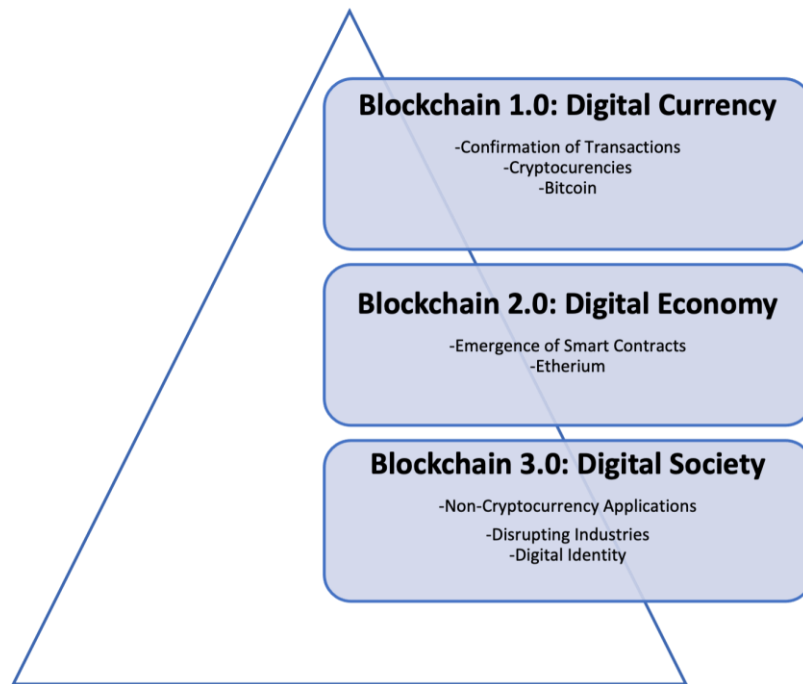 Blockchain 1.0: Digital Currency
-Confirmation of Transactions
-Cryptocurencies
-Bitcoin
Blockchain 2.0: Digital Economy
-Emergence of Smart Contracts
-Etherium
Blockchain 3.0: Digital Society
-Non-Cryptocurrency Applications
-Disrupting Industries
-Digital Identity